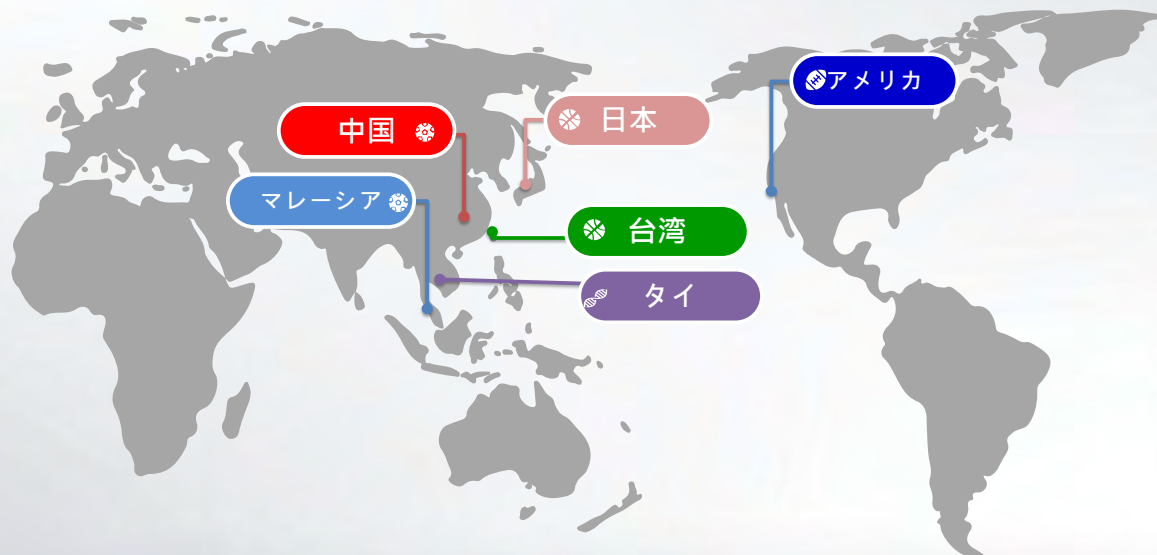 アメリカ
日本
中国
マレーシア
台湾
タイ